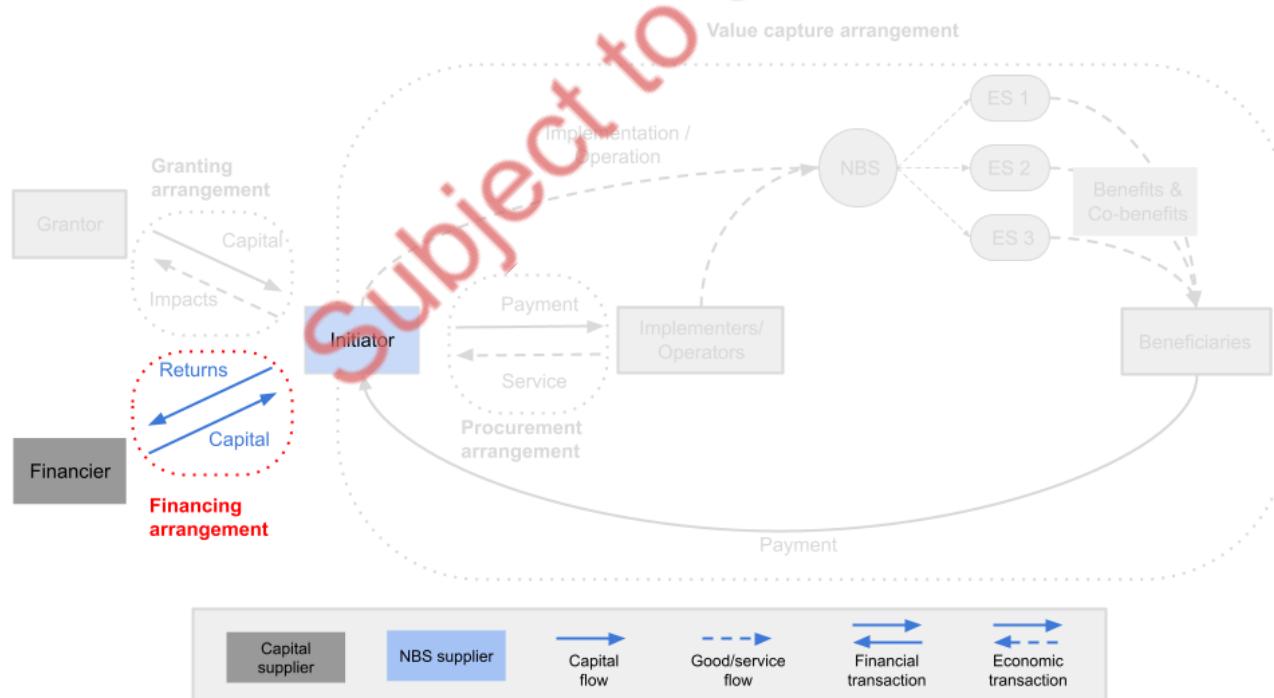 Value capture arrangement
Subject to
ES 1
Implementation /
Operation
Granting
arrangement
NBS
ES 2
Benefits &
Co-benefits
Grantor
Capital
ES 3
Impacts
Payment
Initiator
Implementers/
Operators
Beneficiaries
Returns
Service
Capital
Procurement
arrangement
Financier
Financing
arrangement
Payment
Capital
supplier
NBS supplier
Capital
flow
Good/service
flow
Financial
transaction
Economic
transaction